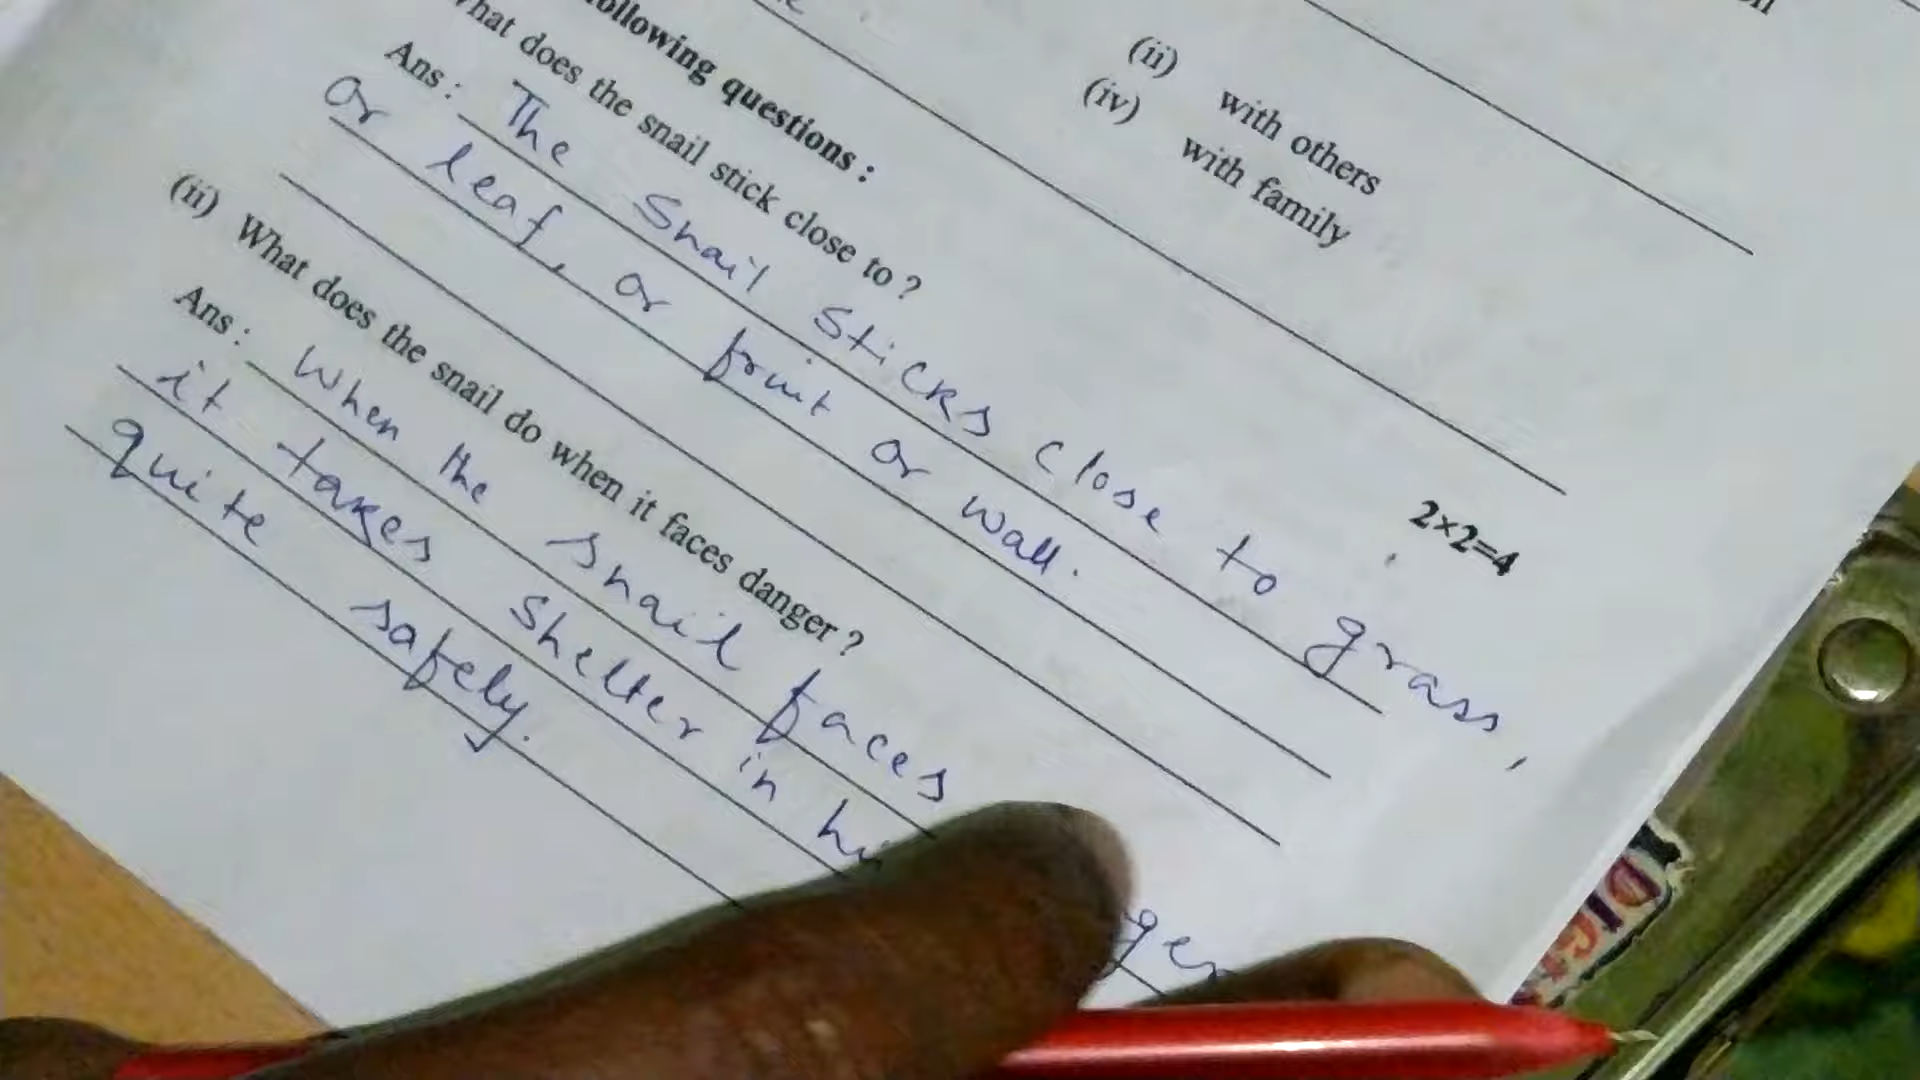 (ii) with others
(iv) with family
following questions :
What does the snail stick close to ?
2×2=4
Ans : The snail sticks close to grass,
or leaf, or fruit or wall.
(ii) What does the snail do when it faces danger ?
Ans : When the snail faces
it takes shelter in
quite safely.